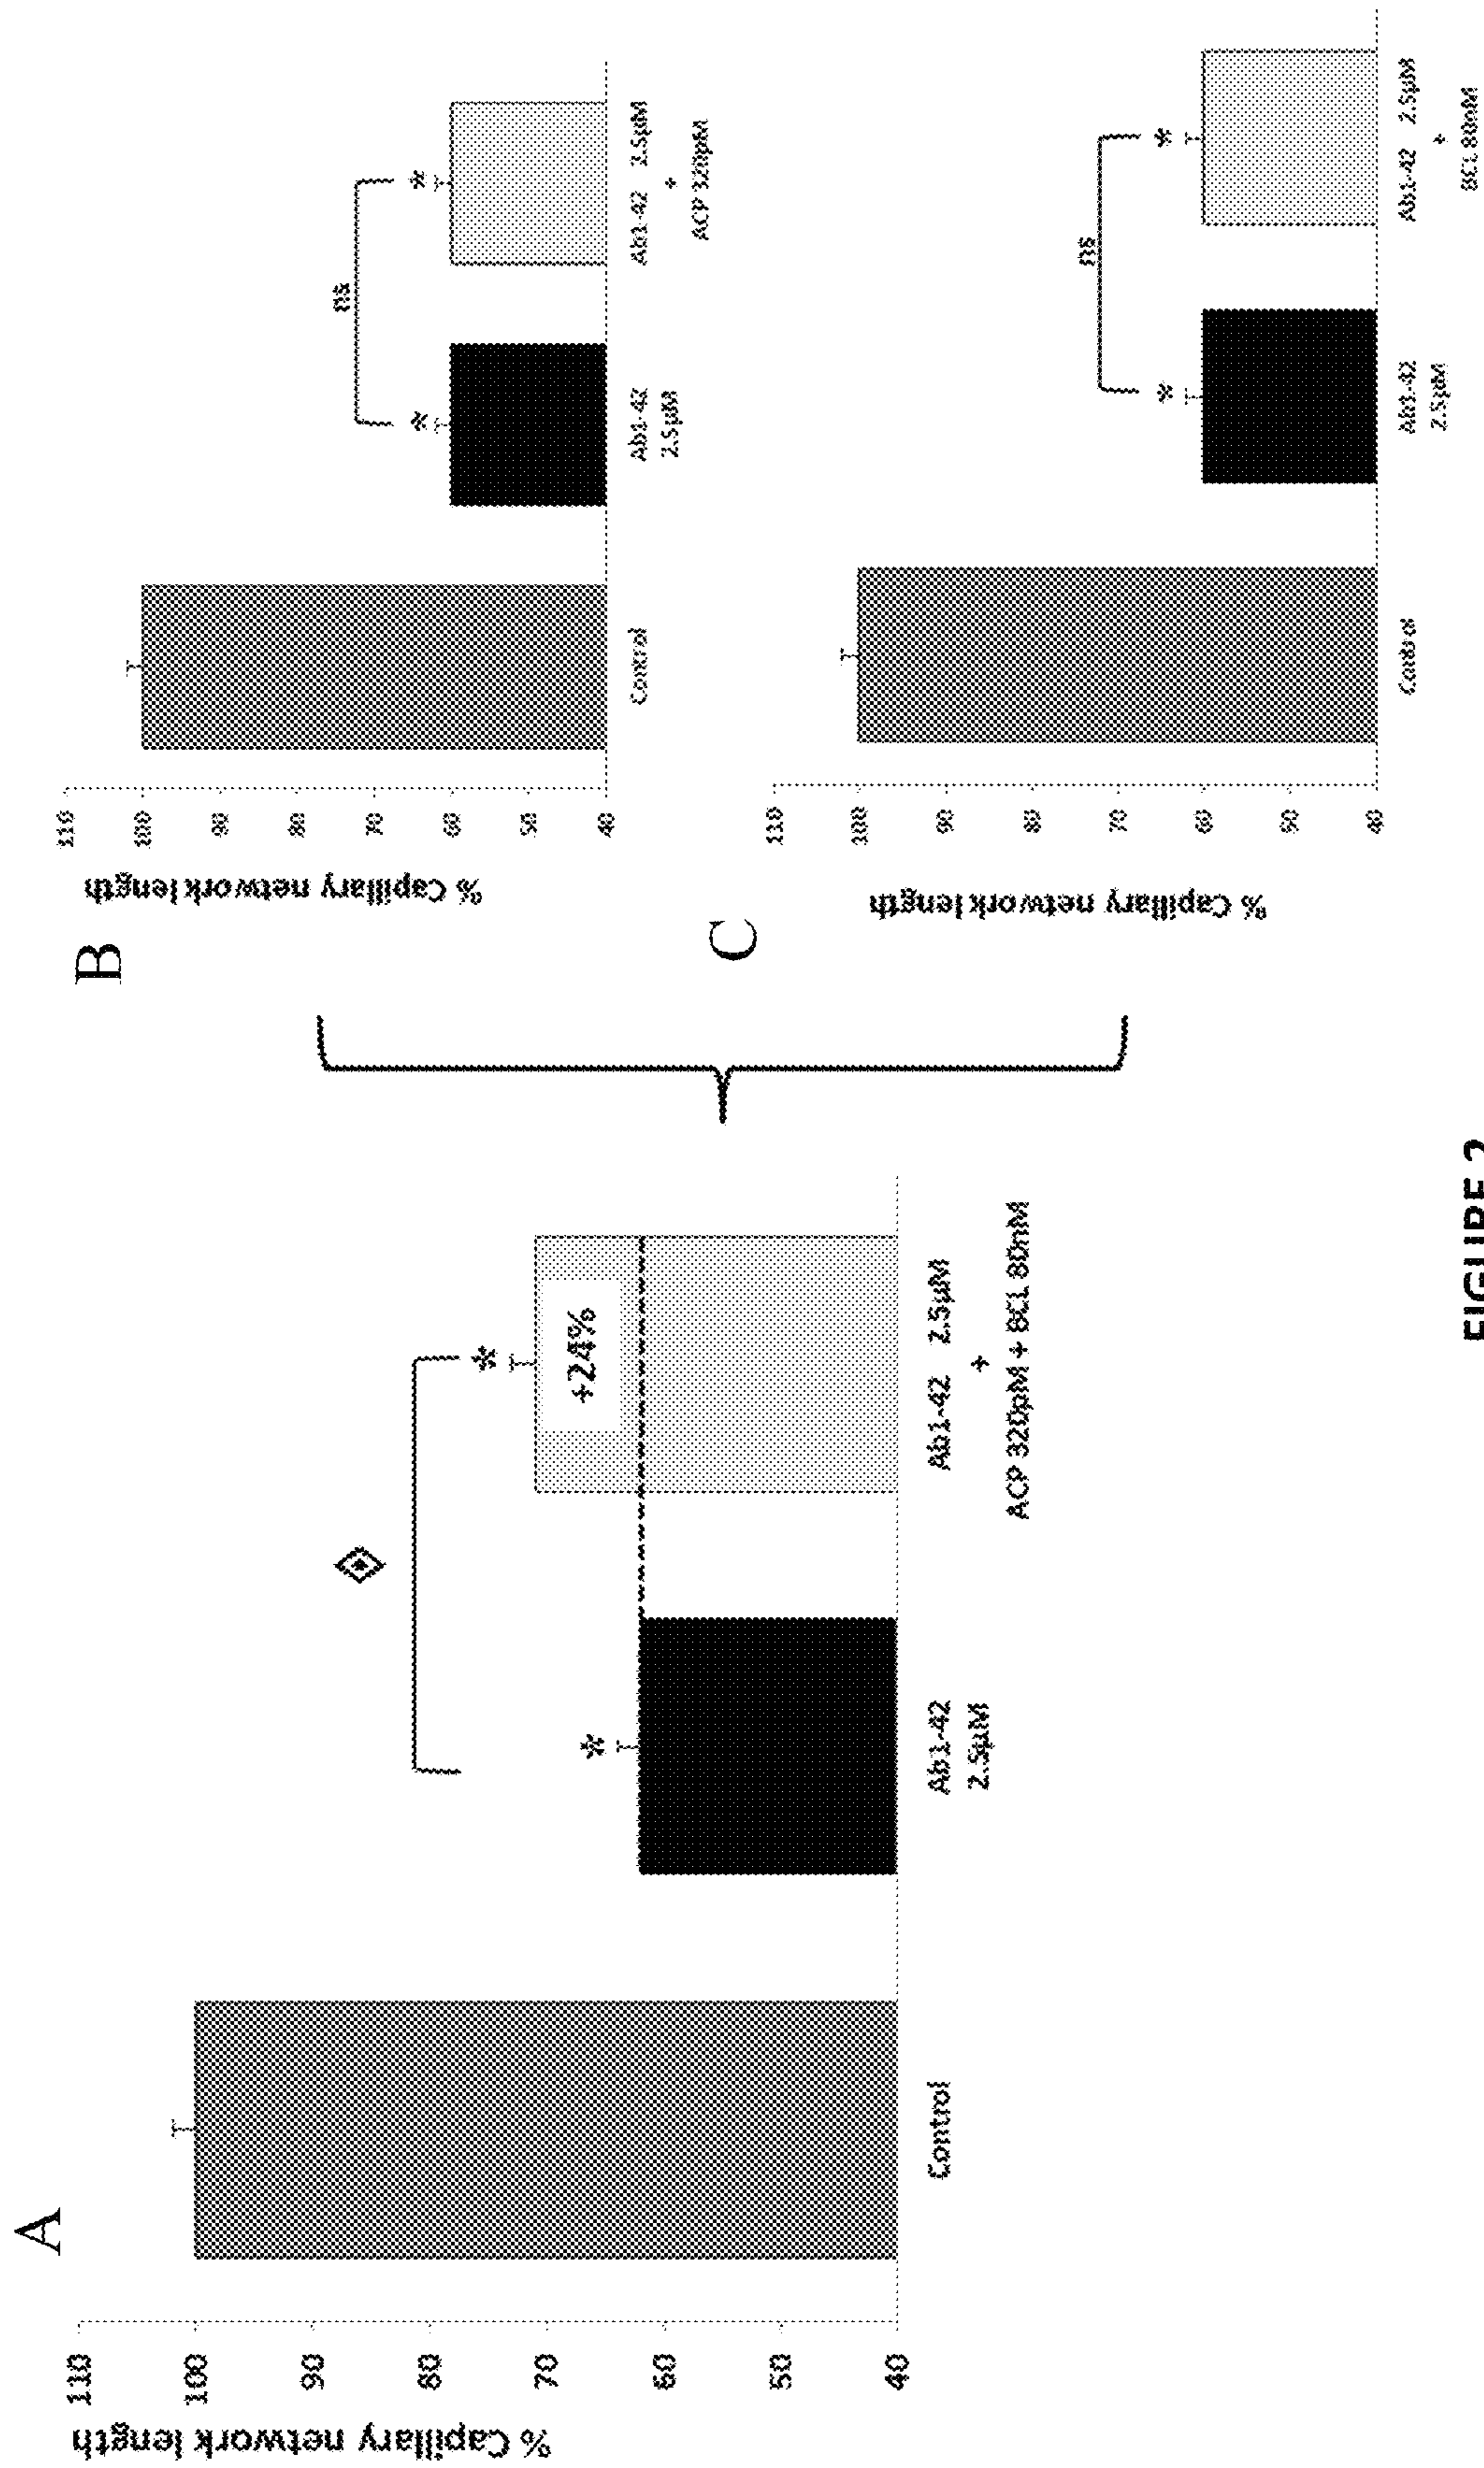 A
% Capillary network length
110
100
90
80
70
60
50
40
*
*
+24%
Control
Ab1-42
2.5µM
Ab1-42 2.5µM
+
ACP 320pM + BCL 80nM
B
% Capillary network length
110
100
90
80
70
60
50
40
ns
*
*
Control
Ab1-42
2.5µM
Ab1-42 2.5µM
+
ACP 320pM
C
% Capillary network length
110
100
90
80
70
60
50
40
ns
*
*
Control
Ab1-42
2.5µM
Ab1-42 2.5µM
+
BCL 80nM
FIGURE 2